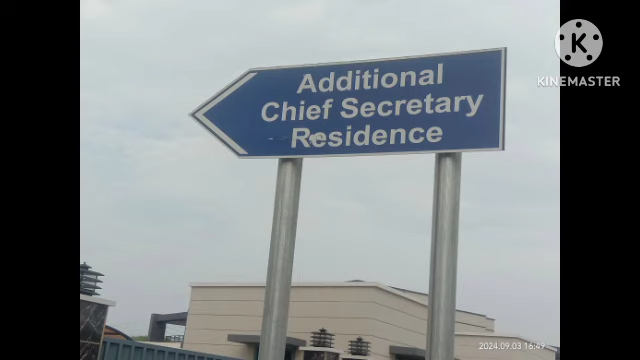 Additional
Chief Secretary
Residence
KINEMASTER
2024.09.03 16:49